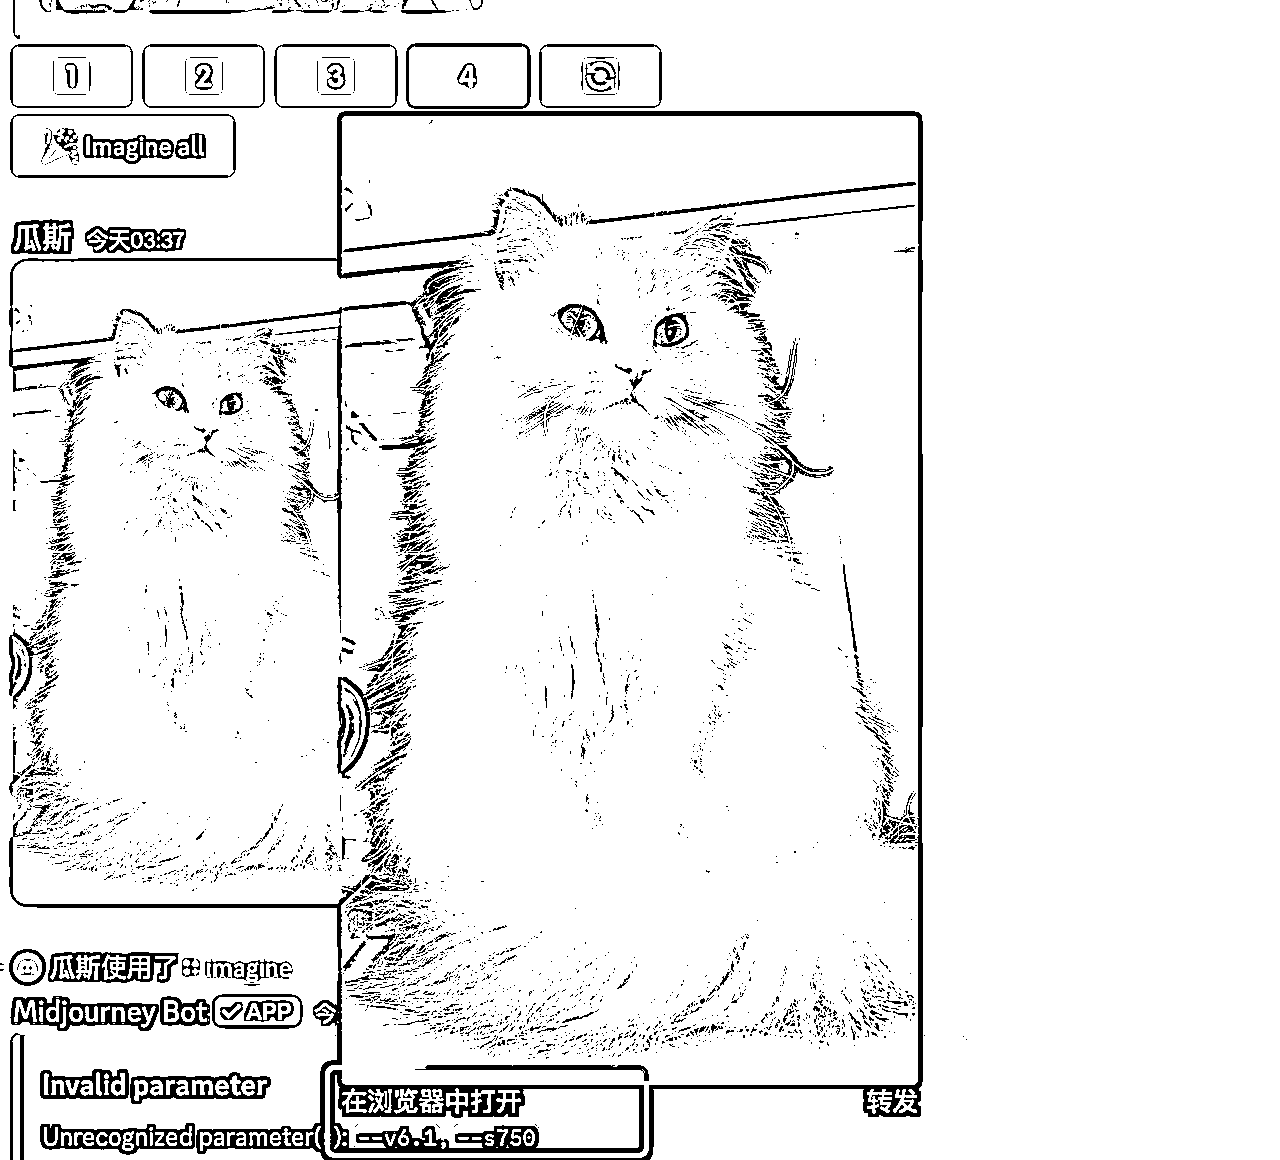 1 2 3 4
Imagine all
瓜斯 今天03:37
瓜斯使用了 imagine
Midjourney Bot APP 今
Invalid parameter
在浏览器中打开 转发
Unrecognized parameter(s): --v6.1, --s750